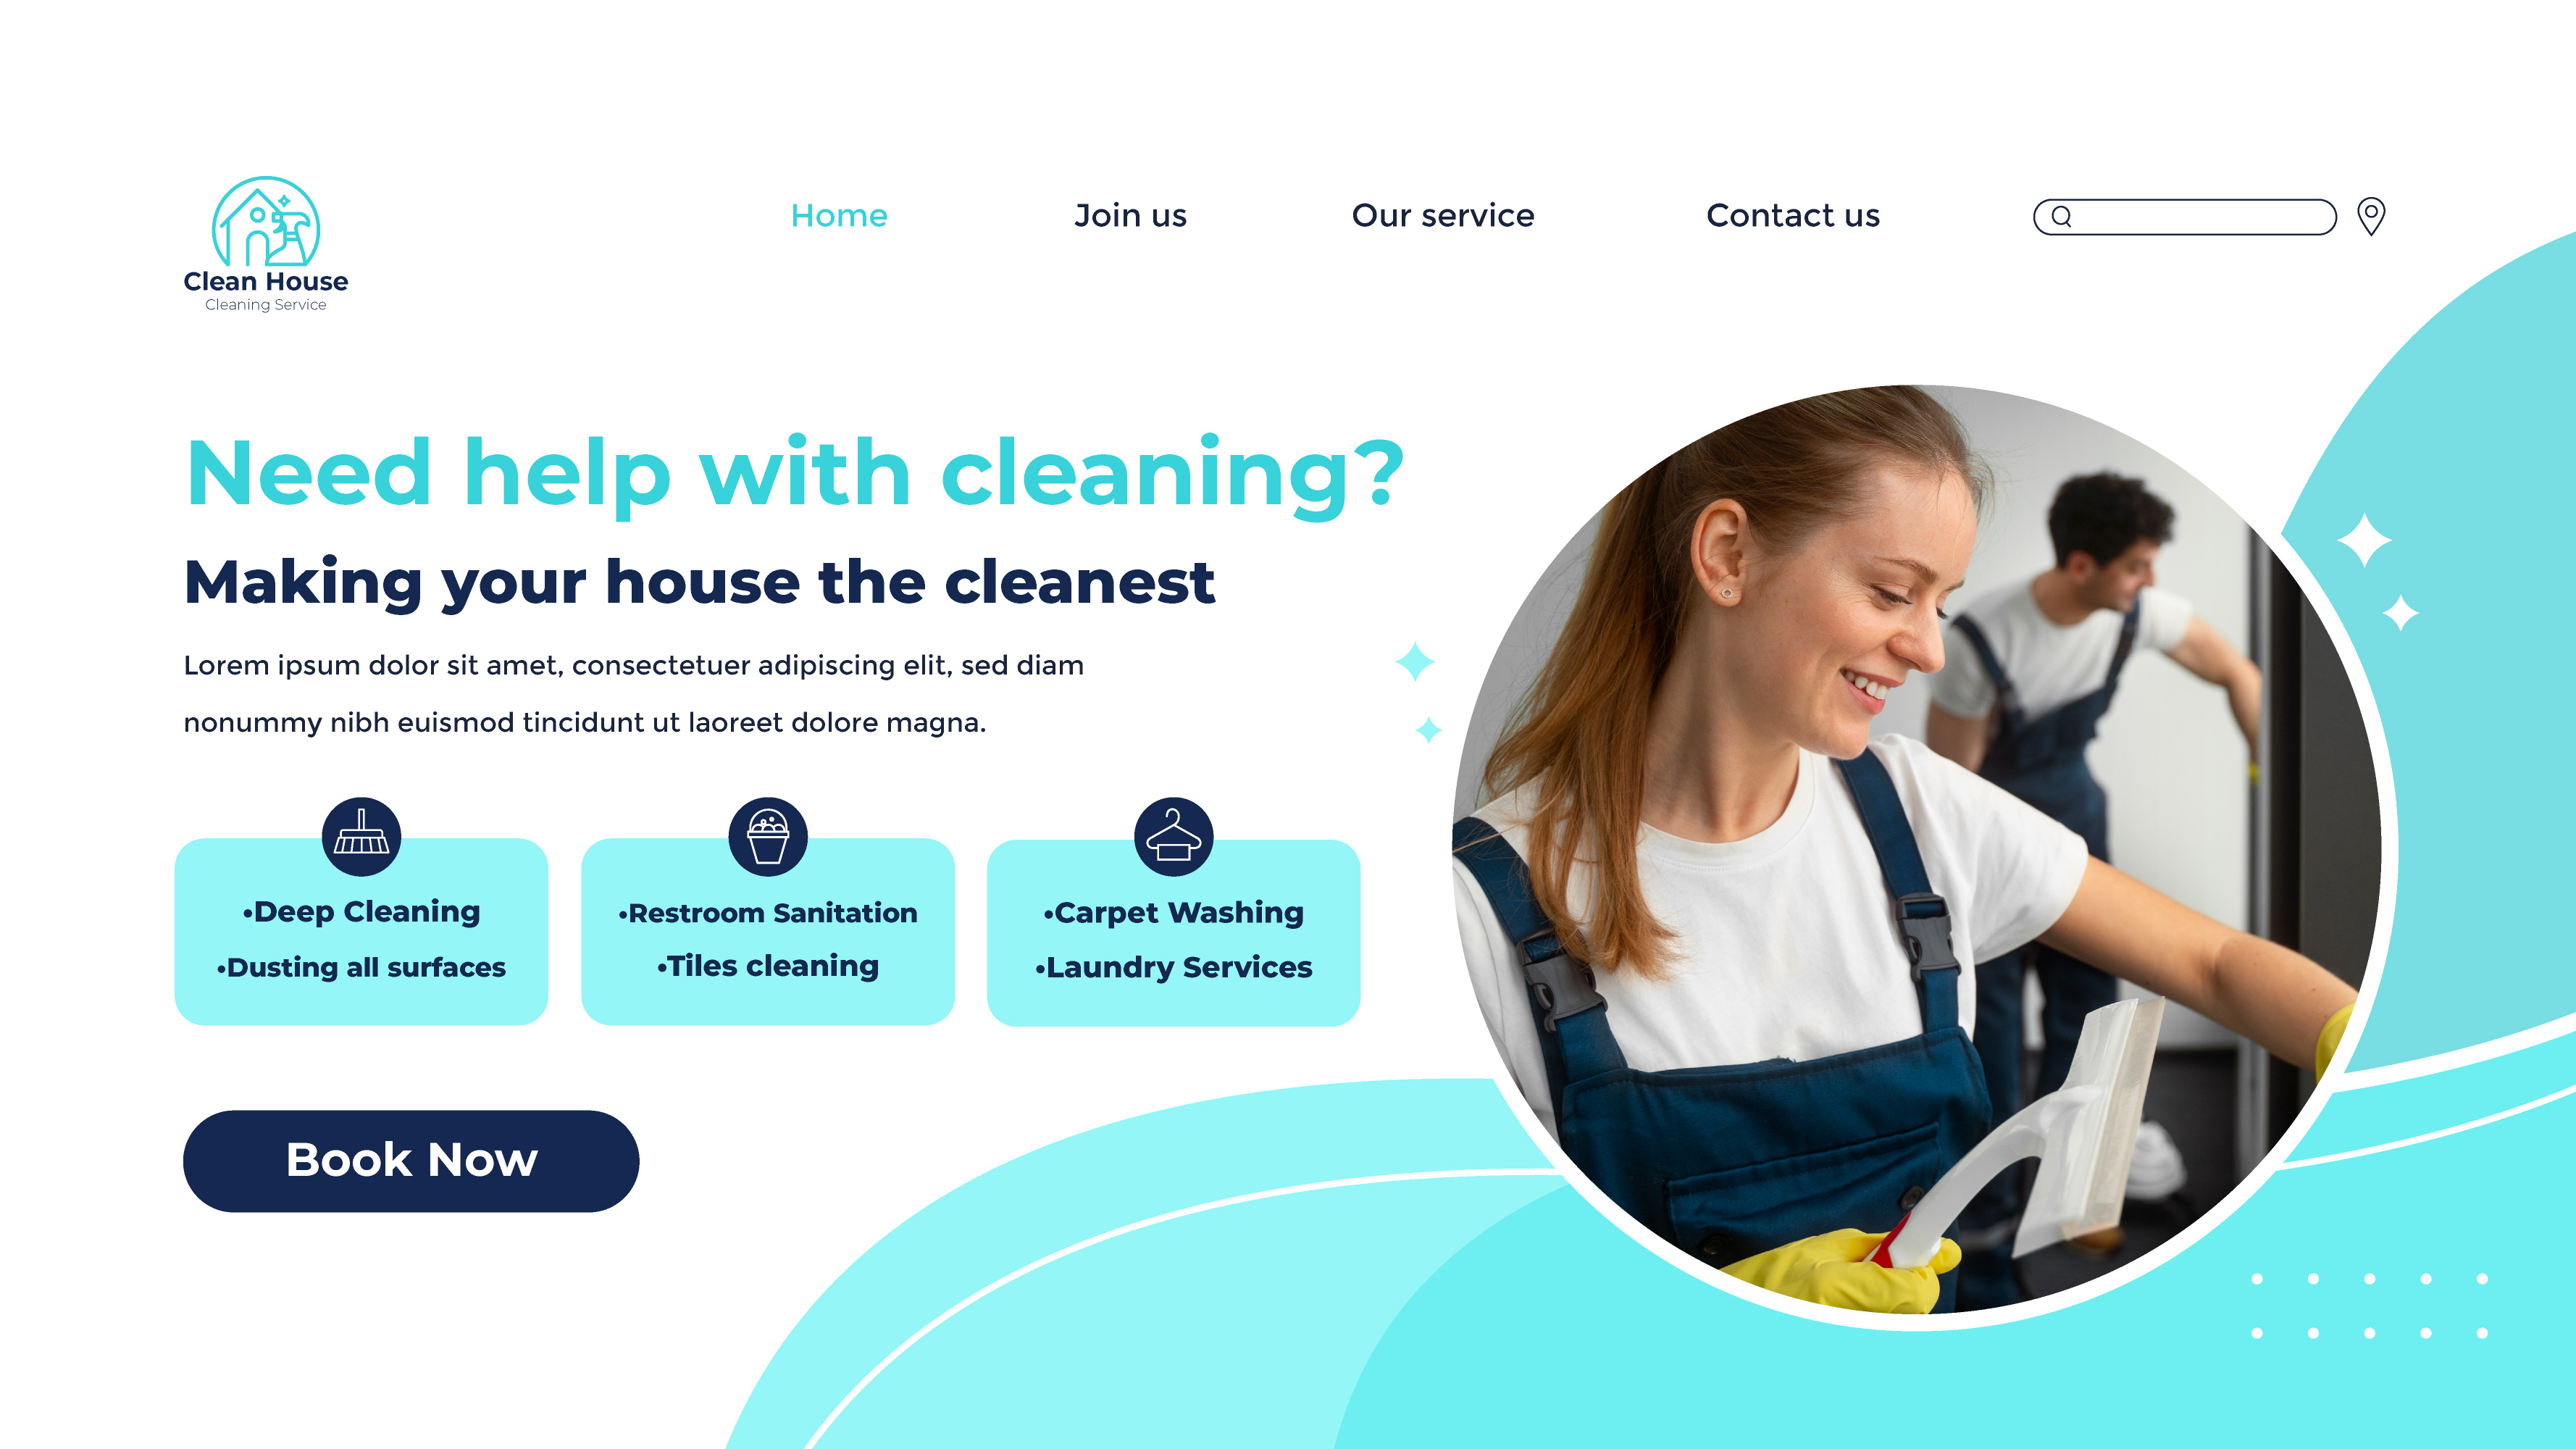 Clean House
Cleaning Service
Home
Join us
Our service
Contact us
Need help with cleaning?
Making your house the cleanest
Lorem ipsum dolor sit amet, consectetuer adipiscing elit, sed diam
nonummy nibh euismod tincidunt ut laoreet dolore magna.
•Deep Cleaning
•Dusting all surfaces
•Restroom Sanitation
•Tiles cleaning
•Carpet Washing
•Laundry Services
Book Now